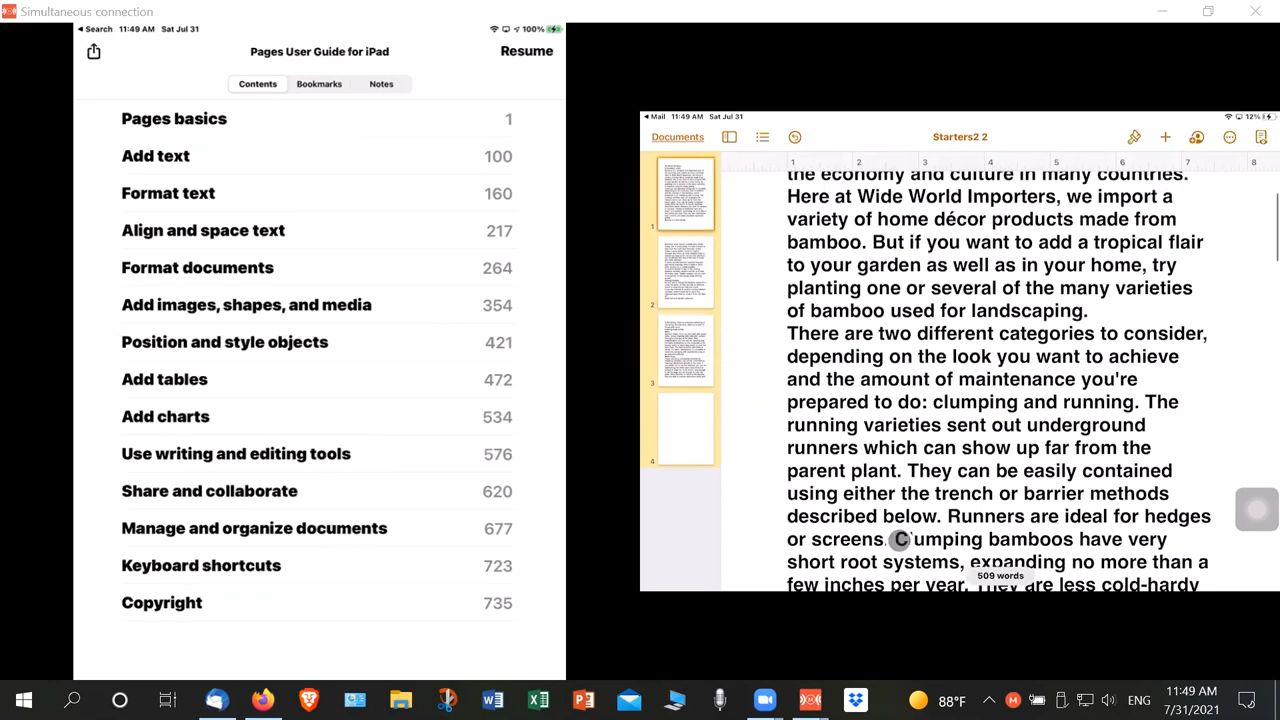 Simultaneous connection
Search 11:49 AM Sat Jul 31
100%
Pages User Guide for iPad
Resume
Contents Bookmarks Notes
Pages basics 1
Add text 100
Format text 160
Align and space text 217
Format documents 264
Add images, shapes, and media 354
Position and style objects 421
Add tables 472
Add charts 534
Use writing and editing tools 576
Share and collaborate 620
Manage and organize documents 677
Keyboard shortcuts 723
Copyright 735
Mail 11:49 AM Sat Jul 31
12%
Documents
Starters2 2
1 2 3 4 5 6 7 8
1
2
3
4
the economy and culture in many countries.
Here at Wide World Importers, we import a
variety of home decor products made from
bamboo. But if you want to add a tropical flair
to your garden as well as in your home, try
planting one or several of the many varieties
of bamboo used for landscaping.
There are two different categories to consider,
depending on the look you want to achieve
and the amount of maintenance you're
prepared to do: clumping and running. The
running varieties sent out underground
runners which can show up far from the
parent plant. They can be easily contained
using either the trench or barrier methods
described below. Runners are ideal for hedges
or screens. Clumping bamboos have very
short root systems, expanding no more than a
few inches per year. They are less cold-hardy
509 words
88°F
ENG
11:49 AM
7/31/2021